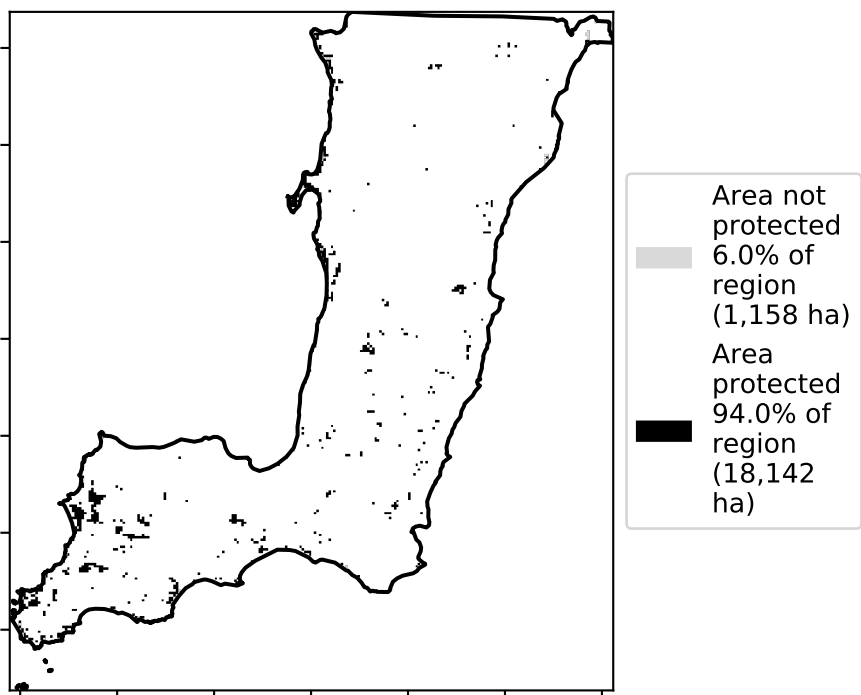 Area not
protected
6.0% of
region
(1,158 ha)
Area
protected
94.0% of
region
(18,142
ha)